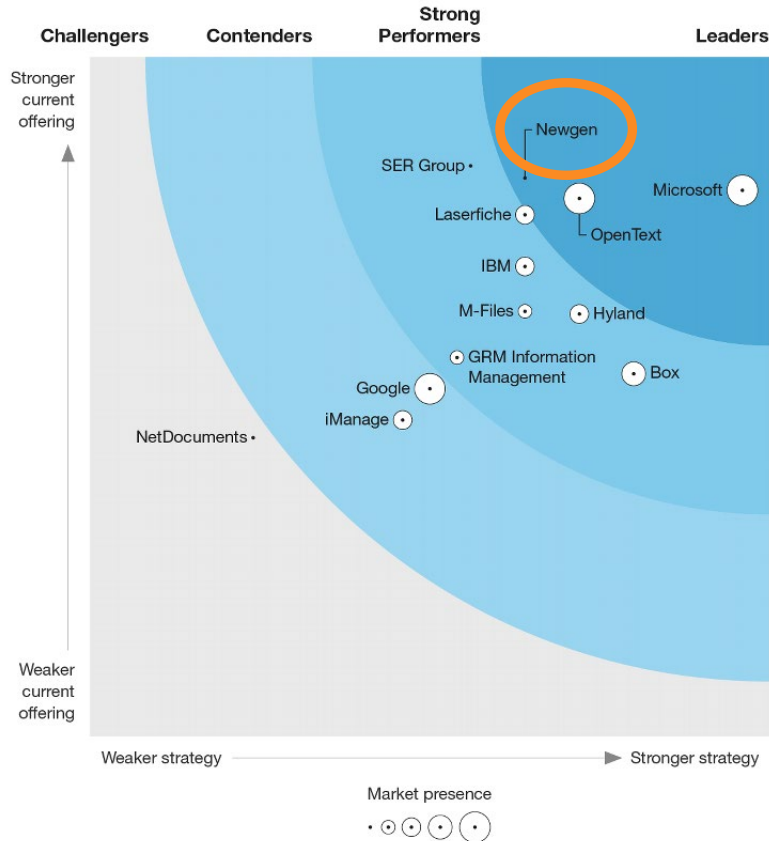 Challengers
Contenders
Strong
Performers
Leaders
Stronger
current
offering
Newgen
SER Group
Microsoft
Laserfiche
OpenText
IBM
M-Files
Hyland
GRM Information
Management
Box
Google
iManage
NetDocuments
Weaker
current
offering
Weaker strategy
Stronger strategy
Market presence